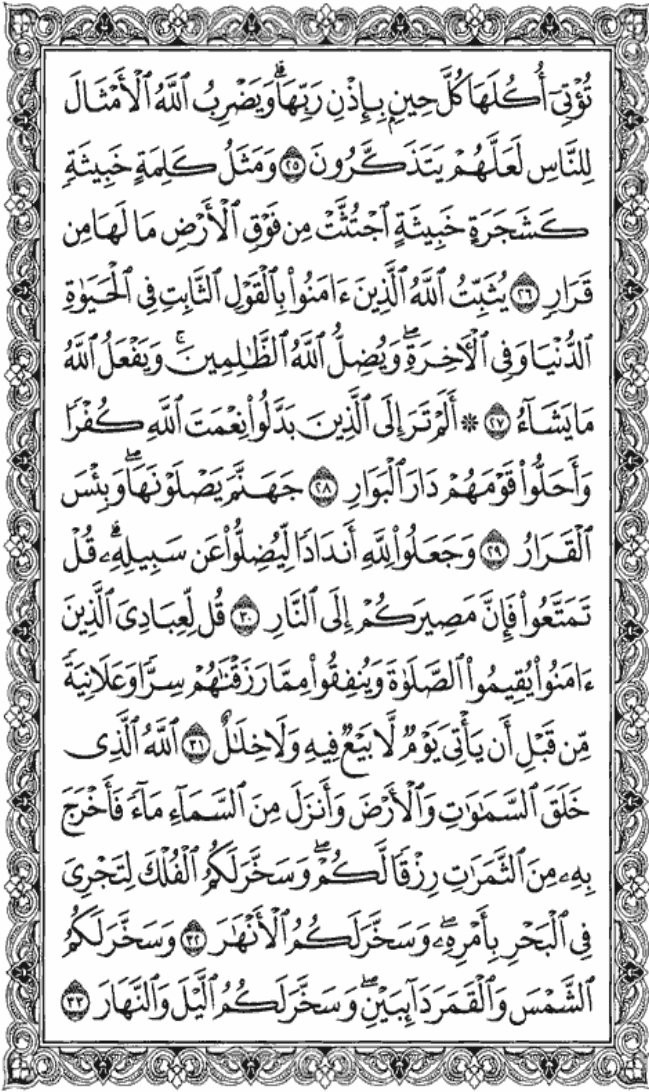 تُؤْتِىٓ أُكُلَهَا كُلَّ حِينٍۭ بِإِذْنِ رَبِّهَاۗ وَيَضْرِبُ ٱللَّهُ ٱلْأَمْثَالَ
لِلنَّاسِ لَعَلَّهُمْ يَتَذَكَّرُونَ ٢٥ وَمَثَلُ كَلِمَةٍ خَبِيثَةٖ
كَشَجَرَةٍ خَبِيثَةٍ ٱجْتُثَّتْ مِن فَوْقِ ٱلْأَرْضِ مَا لَهَا مِن
قَرَارٖ ٢٦ يُثَبِّتُ ٱللَّهُ ٱلَّذِينَ ءَامَنُوا۟ بِٱلْقَوْلِ ٱلثَّابِتِ فِى ٱلْحَيَوٰةِ
ٱلدُّنْيَا وَفِى ٱلْءَاخِرَةِۖ وَيُضِلُّ ٱللَّهُ ٱلظَّٰلِمِينَۚ وَيَفْعَلُ ٱللَّهُ
مَا يَشَآءُ ٢٧ ۞ أَلَمْ تَرَ إِلَى ٱلَّذِينَ بَدَّلُوا۟ نِعْمَتَ ٱللَّهِ كُفْرٗا
وَأَحَلُّوا۟ قَوْمَهُمْ دَارَ ٱلْبَوَارِ ٢٨ جَهَنَّمَ يَصْلَوْنَهَاۖ وَبِئْسَ
ٱلْقَرَارُ ٢٩ وَجَعَلُوا۟ لِلَّهِ أَندَادٗا لِّيُضِلُّوا۟ عَن سَبِيلِهِۦۗ قُلْ
تَمَتَّعُوا۟ فَإِنَّ مَصِيرَكُمْ إِلَى ٱلنَّارِ ٣٠ قُل لِّعِبَادِىَ ٱلَّذِينَ
ءَامَنُوا۟ يُقِيمُوا۟ ٱلصَّلَوٰةَ وَيُنفِقُوا۟ مِمَّا رَزَقْنَٰهُمْ سِرّٗا وَعَلَانِيَةٗ
مِّن قَبْلِ أَن يَأْتِىَ يَوْمٞ لَّا بَيْعٞ فِيهِ وَلَا خِلَٰلٌ ٣١ ٱللَّهُ ٱلَّذِى
خَلَقَ ٱلسَّمَٰوَٰتِ وَٱلْأَرْضَ وَأَنزَلَ مِنَ ٱلسَّمَآءِ مَآءٗ فَأَخْرَجَ
بِهِۦ مِنَ ٱلثَّمَرَٰتِ رِزْقٗا لَّكُمْۖ وَسَخَّرَ لَكُمُ ٱلْفُلْكَ لِتَجْرِىَ
فِى ٱلْبَحْرِ بِأَمْرِهِۦۖ وَسَخَّرَ لَكُمُ ٱلْأَنْهَٰرَ ٣٢ وَسَخَّرَ لَكُمُ
ٱلشَّمْسَ وَٱلْقَمَرَ دَآئِبَيْنِۖ وَسَخَّرَ لَكُمُ ٱلَّيْلَ وَٱلنَّهَارَ ٣٣